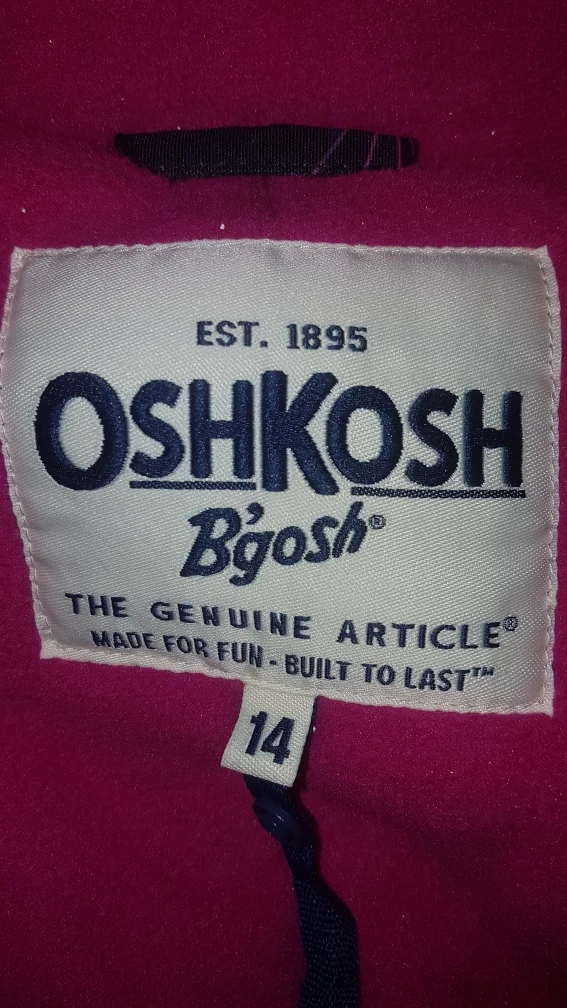 EST. 1895
OSHKOSH
B'gosh®
THE GENUINE ARTICLE®
MADE FOR FUN - BUILT TO LAST™
14